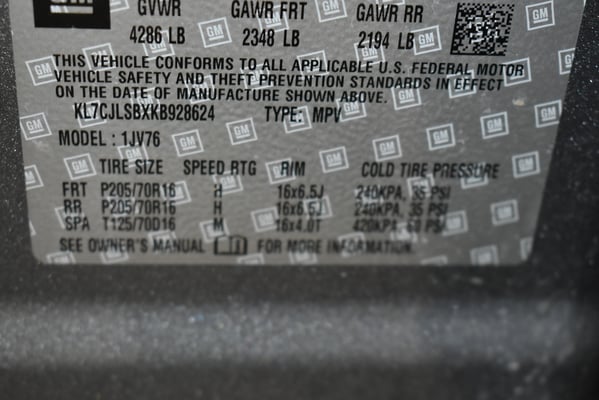 GM
GVWR GAWR FRT GAWR RR
4286 LB 2348 LB 2194 LB
THIS VEHICLE CONFORMS TO ALL APPLICABLE U.S. FEDERAL MOTOR
VEHICLE SAFETY AND THEFT PREVENTION STANDARDS IN EFFECT
ON THE DATE OF MANUFACTURE SHOWN ABOVE.
KL7CJLSBXKB928624 TYPE: MPV
MODEL: 1JV76
TIRE SIZE SPEED RTG RIM COLD TIRE PRESSURE
FRT P205/70R16 H 16x6.5J 240KPA, 35 PSI
RR P205/70R16 H 16x6.5J 240KPA, 35 PSI
SPA T125/70D16 M 16x4.0T 420KPA, 60 PSI
SEE OWNER'S MANUAL FOR MORE INFORMATION